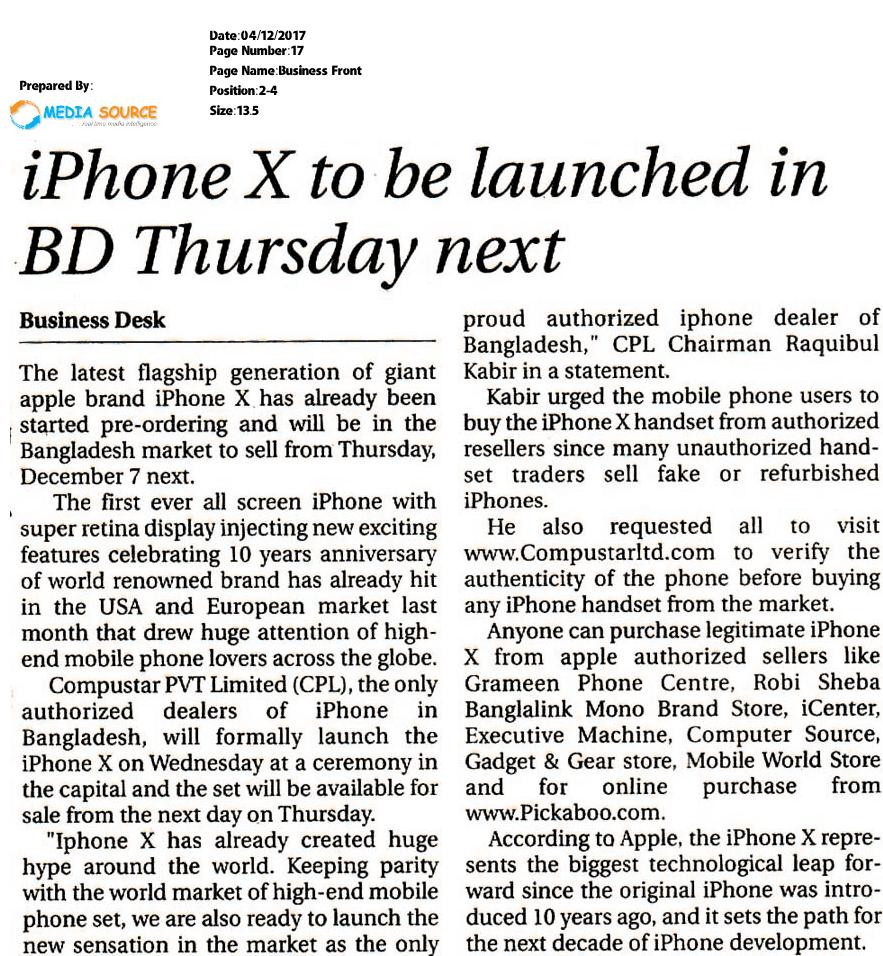 Date:04/12/2017
Page Number:17
Page Name:Business Front
Prepared By:
Position:2-4
MEDIA SOURCE
real time media intelligence
Size:13.5
iPhone X to be launched in
BD Thursday next
Business Desk
The latest flagship generation of giant
apple brand iPhone X has already been
started pre-ordering and will be in the
Bangladesh market to sell from Thursday,
December 7 next.
The first ever all screen iPhone with
super retina display injecting new exciting
features celebrating 10 years anniversary
of world renowned brand has already hit
in the USA and European market last
month that drew huge attention of high-
end mobile phone lovers across the globe.
Compustar PVT Limited (CPL), the only
authorized dealers of iPhone in
Bangladesh, will formally launch the
iPhone X on Wednesday at a ceremony in
the capital and the set will be available for
sale from the next day on Thursday.
"Iphone X has already created huge
hype around the world. Keeping parity
with the world market of high-end mobile
phone set, we are also ready to launch the
new sensation in the market as the only
proud authorized iphone dealer of
Bangladesh," CPL Chairman Raquibul
Kabir in a statement.
Kabir urged the mobile phone users to
buy the iPhone X handset from authorized
resellers since many unauthorized hand-
set traders sell fake or refurbished
iPhones.
He also requested all to visit
www.Compustarltd.com to verify the
authenticity of the phone before buying
any iPhone handset from the market.
Anyone can purchase legitimate iPhone
X from apple authorized sellers like
Grameen Phone Centre, Robi Sheba
Banglalink Mono Brand Store, iCenter,
Executive Machine, Computer Source,
Gadget & Gear store, Mobile World Store
and for online purchase from
www.Pickaboo.com.
According to Apple, the iPhone X repre-
sents the biggest technological leap for-
ward since the original iPhone was intro-
duced 10 years ago, and it sets the path for
the next decade of iPhone development.